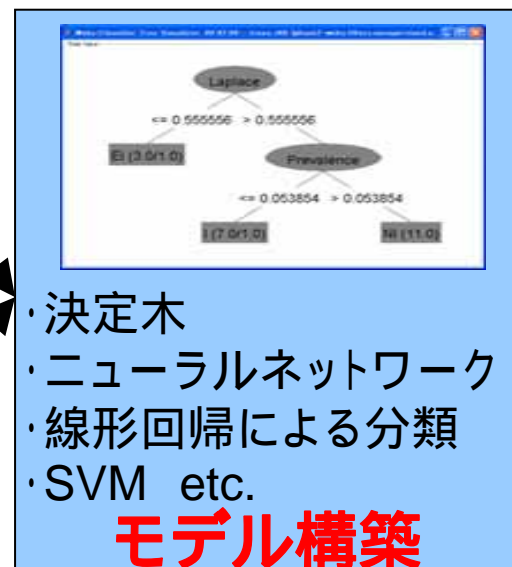 Laplace
<= 0.555556 > 0.555556
EI (3.0/1.0)
Prevalence
<= 0.053854 > 0.053854
I (7.0/1.0)
NI (11.0)
・決定木
・ニューラルネットワーク
・線形回帰による分類
・SVM etc.
モデル構築